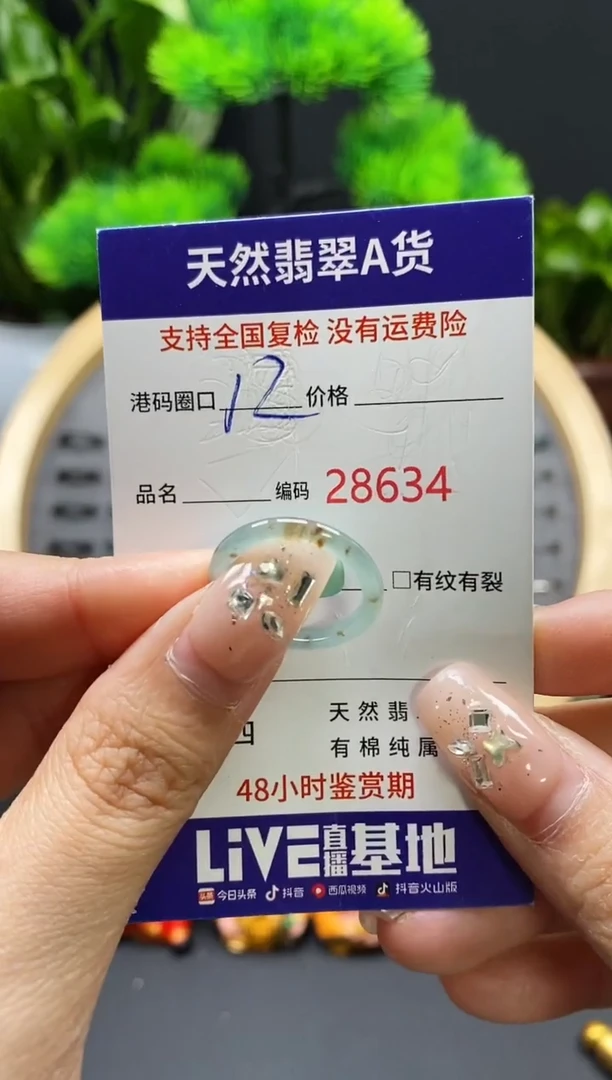 天然翡翠A货
支持全国复检 没有运费险
港码圈口 12 价格
品名 编码 28634
□有纹有裂
四 天然翡
有棉纯属
48小时鉴赏期
LiVE直播基地
头条 今日头条 抖音 西瓜视频 抖音火山版